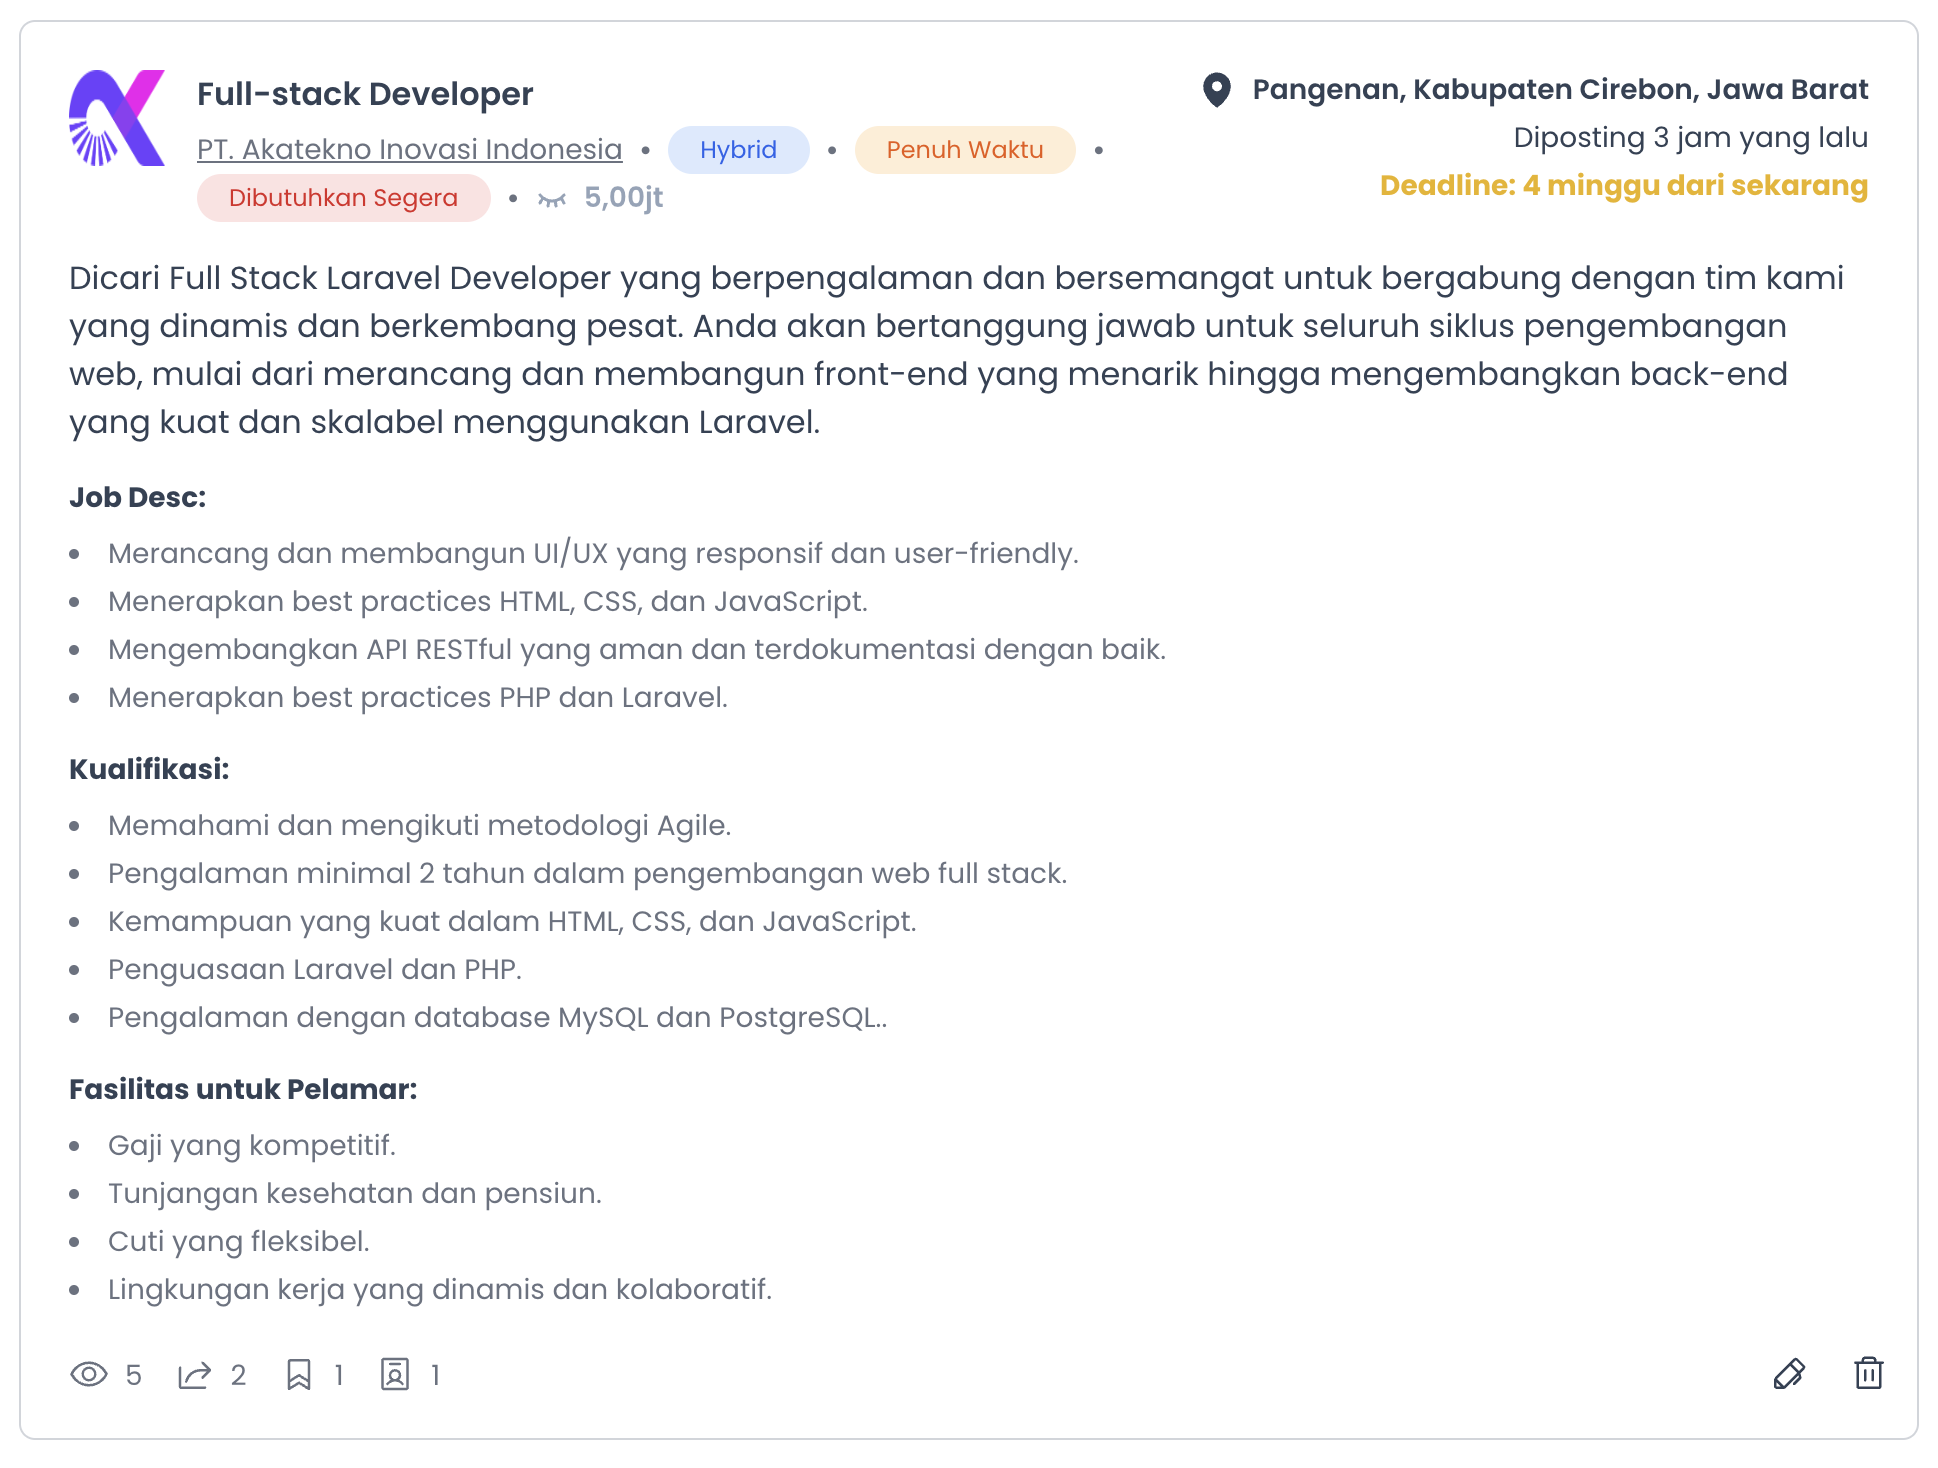 Full-stack Developer
PT. Akatekno Inovasi Indonesia • Hybrid • Penuh Waktu •
Dibutuhkan Segera • 5,00jt
Pangenan, Kabupaten Cirebon, Jawa Barat
Diposting 3 jam yang lalu
Deadline: 4 minggu dari sekarang
Dicari Full Stack Laravel Developer yang berpengalaman dan bersemangat untuk bergabung dengan tim kami
yang dinamis dan berkembang pesat. Anda akan bertanggung jawab untuk seluruh siklus pengembangan
web, mulai dari merancang dan membangun front-end yang menarik hingga mengembangkan back-end
yang kuat dan skalabel menggunakan Laravel.
Job Desc:
• Merancang dan membangun UI/UX yang responsif dan user-friendly.
• Menerapkan best practices HTML, CSS, dan JavaScript.
• Mengembangkan API RESTful yang aman dan terdokumentasi dengan baik.
• Menerapkan best practices PHP dan Laravel.
Kualifikasi:
• Memahami dan mengikuti metodologi Agile.
• Pengalaman minimal 2 tahun dalam pengembangan web full stack.
• Kemampuan yang kuat dalam HTML, CSS, dan JavaScript.
• Penguasaan Laravel dan PHP.
• Pengalaman dengan database MySQL dan PostgreSQL..
Fasilitas untuk Pelamar:
• Gaji yang kompetitif.
• Tunjangan kesehatan dan pensiun.
• Cuti yang fleksibel.
• Lingkungan kerja yang dinamis dan kolaboratif.
5 2 1 1